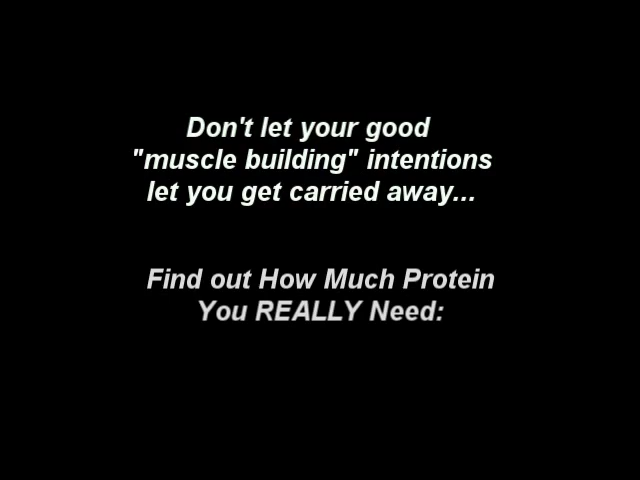 Don't let your good
"muscle building" intentions
let you get carried away...
Find out How Much Protein
You REALLY Need: